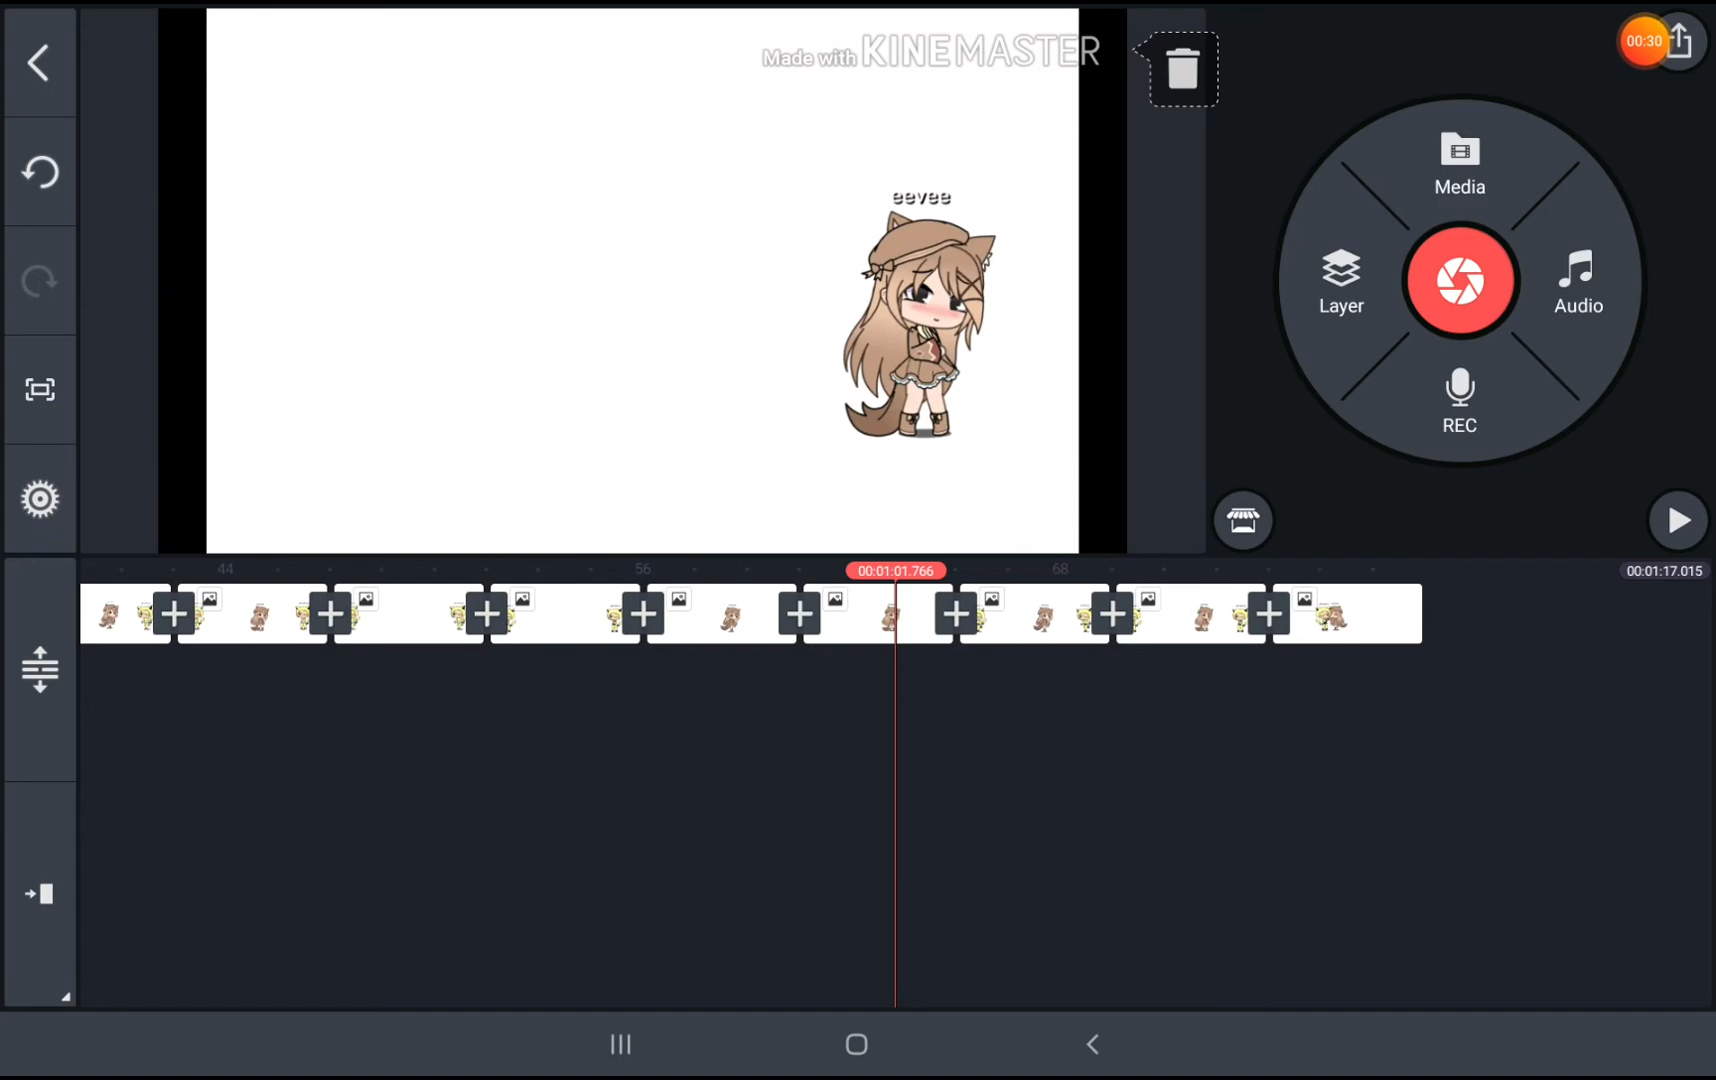 Made with KINEMASTER
00:30
eevee
Media
Layer
Audio
REC
44
56
00:01:01.766
68
00:01:17.015